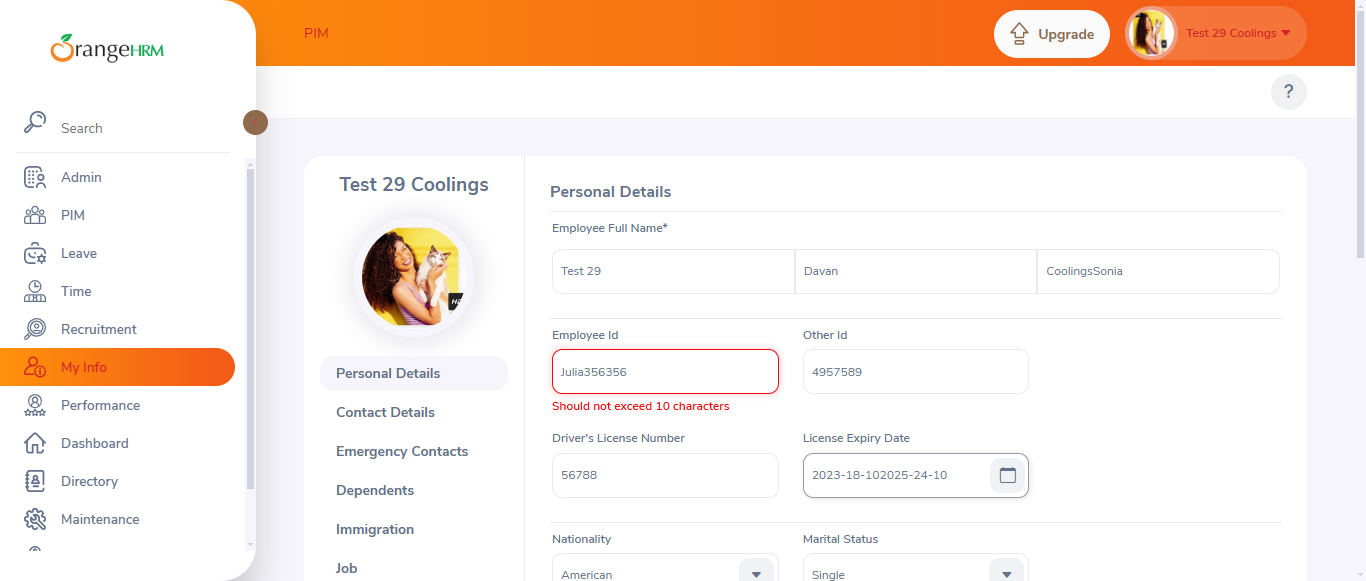 PIM
Upgrade
Test 29 Coolings
OrangeHRM
?
Search
Admin
PIM
Leave
Time
Recruitment
My Info
Performance
Dashboard
Directory
Maintenance
Test 29 Coolings
Personal Details
Contact Details
Emergency Contacts
Dependents
Immigration
Job
Personal Details
Employee Full Name*
Test 29 Davan CoolingsSonia
Employee Id Other Id
Julia356356 4957589
Should not exceed 10 characters
Driver's License Number License Expiry Date
56788 2023-18-102025-24-10
Nationality Marital Status
American Single